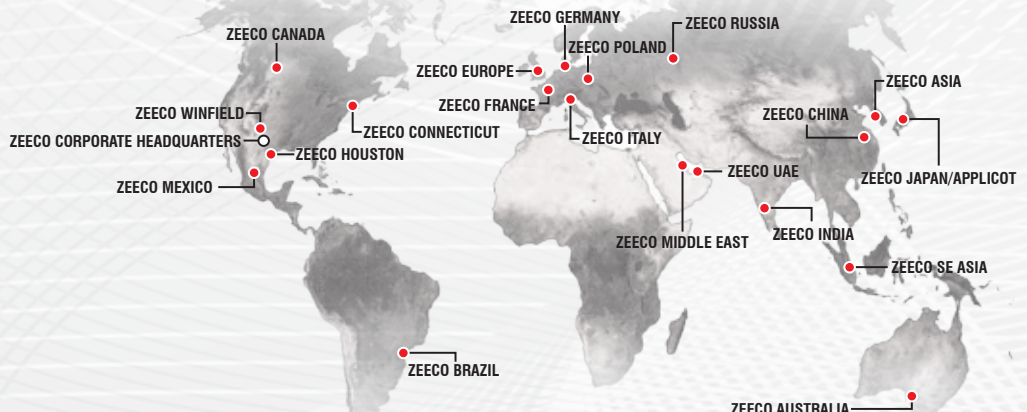 ZEECO GERMANY
ZEECO RUSSIA
ZEECO CANADA
ZEECO POLAND
ZEECO EUROPE
ZEECO ASIA
ZEECO FRANCE
ZEECO WINFIELD
ZEECO CHINA
ZEECO CONNECTICUT
ZEECO CORPORATE HEADQUARTERS
ZEECO ITALY
ZEECO HOUSTON
ZEECO UAE
ZEECO JAPAN/APPLICOT
ZEECO MEXICO
ZEECO INDIA
ZEECO MIDDLE EAST
ZEECO SE ASIA
ZEECO BRAZIL
ZEECO AUSTRALIA